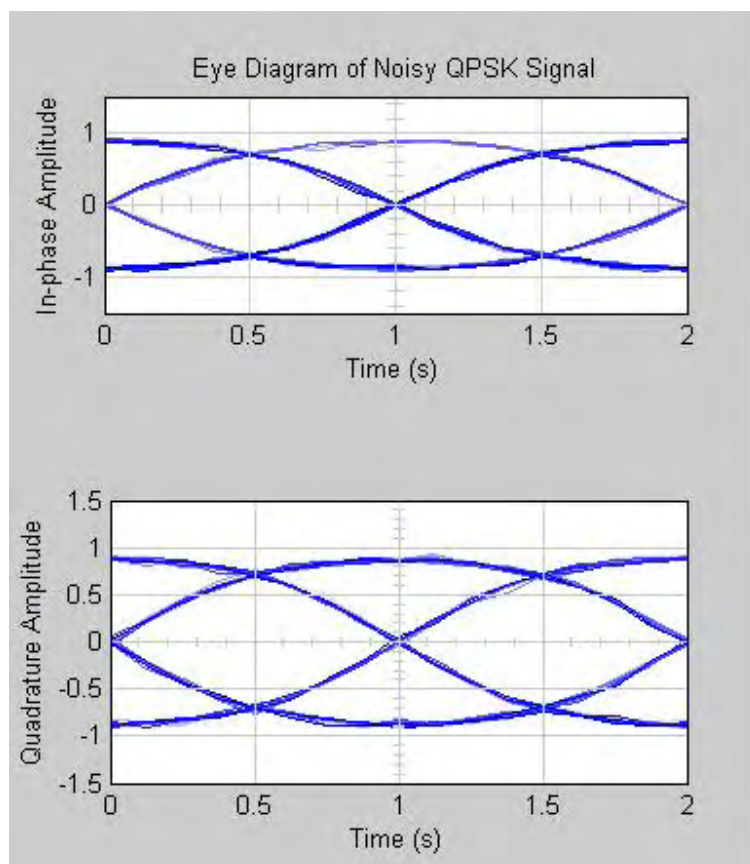 Eye Diagram of Noisy QPSK Signal
In-phase Amplitude
1
0
-1
0 0.5 1 1.5 2
Time (s)
Quadrature Amplitude
1.5
1
0.5
0
-0.5
-1
-1.5
0 0.5 1 1.5 2
Time (s)